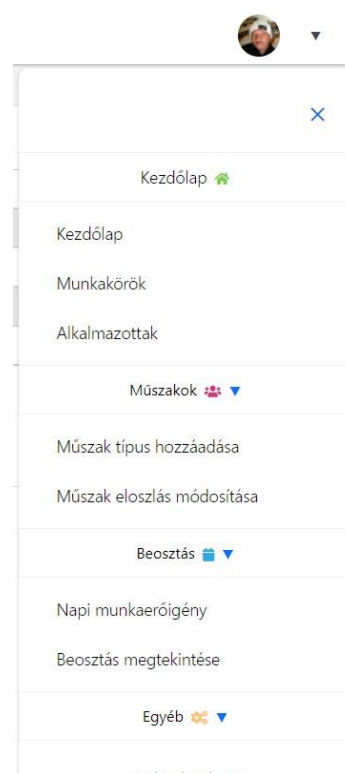 Kezdőlap
Kezdőlap
Munkakörök
Alkalmazottak
Műszakok
Műszak típus hozzáadása
Műszak eloszlás módosítása
Beosztás
Napi munkaerőigény
Beosztás megtekintése
Egyéb